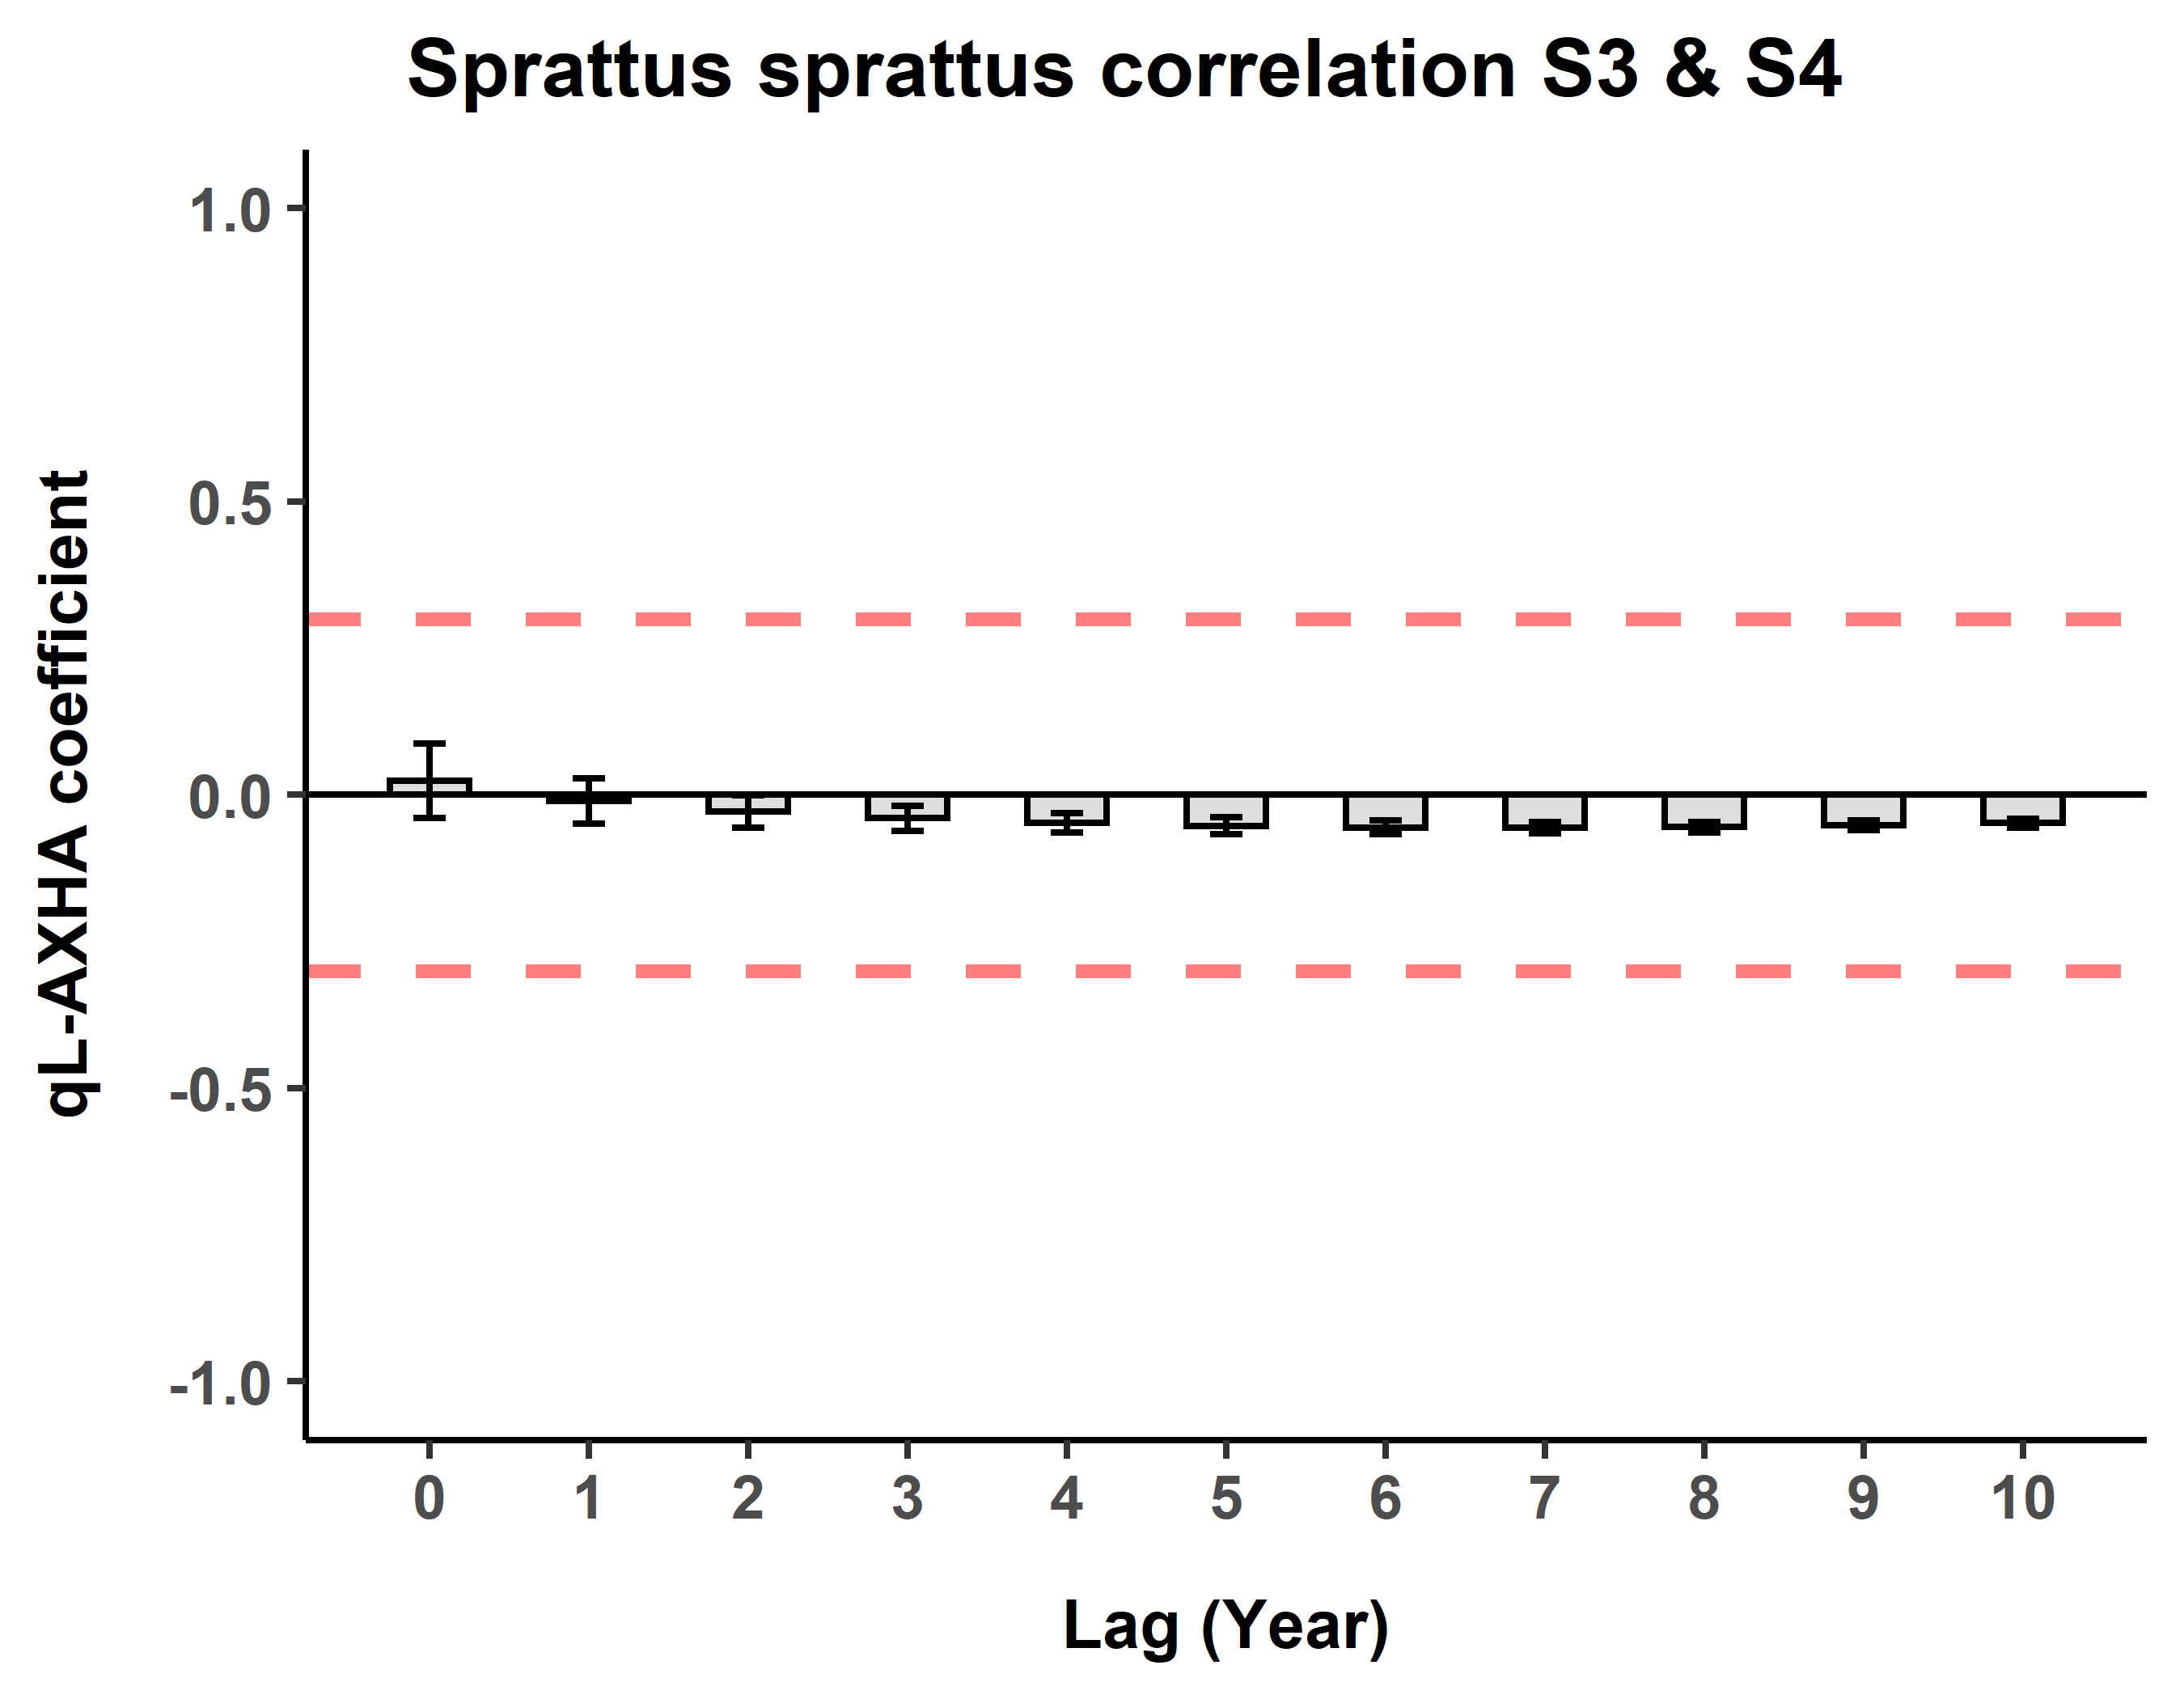 Sprattus sprattus correlation S3 & S4
qL-AXHA coefficient
1.0
0.5
0.0
-0.5
-1.0
0 1 2 3 4 5 6 7 8 9 10
Lag (Year)